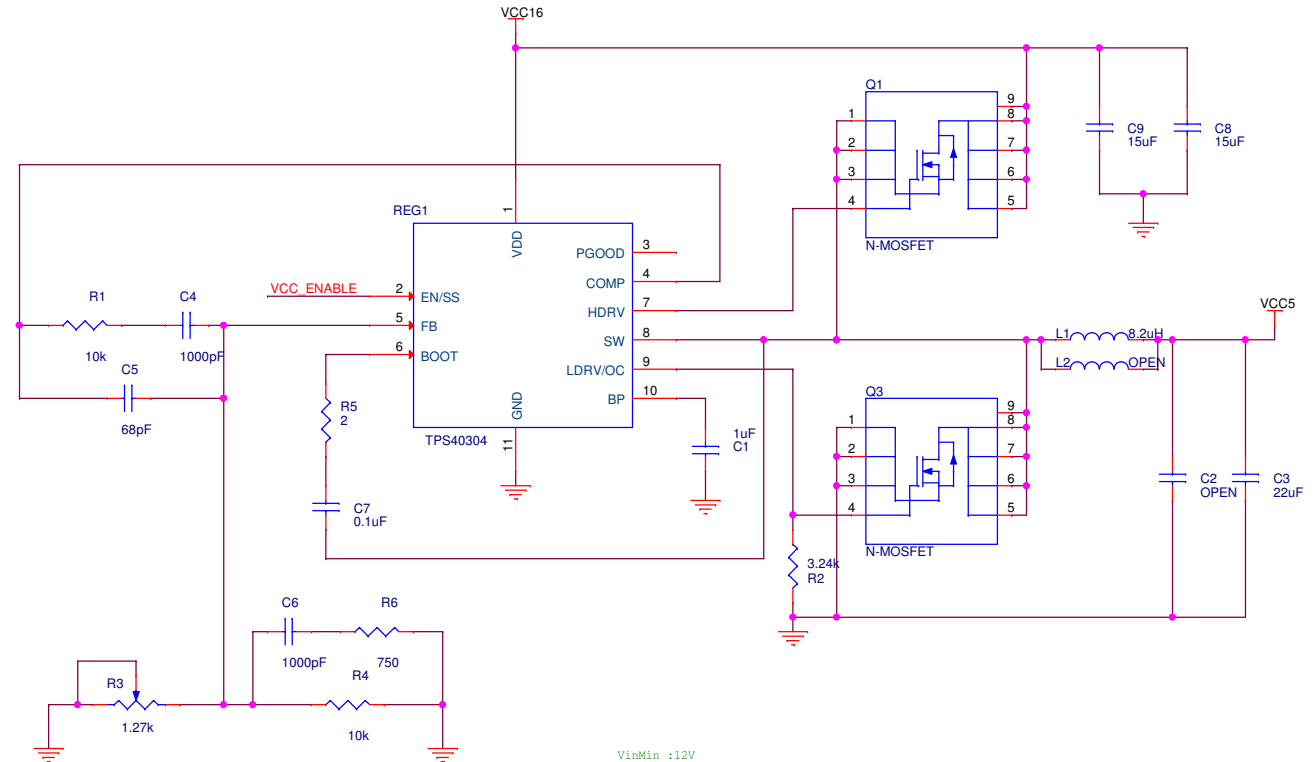 VCC16
Q1
1
2
3
4
9
8
7
6
5
N-MOSFET
C9
15uF
C8
15uF
REG1
1
VDD
PGOOD 3
COMP 4
HDRV 7
SW 8
LDRV/OC 9
BP 10
VCC_ENABLE 2 EN/SS
5 FB
6 BOOT
GND
11
TPS40304
R1
10k
C4
1000pF
C5
68pF
R5
2
C7
0.1uF
1uF
C1
VCC5
L1 8.2uH
L2 OPEN
Q3
1
2
3
4
9
8
7
6
5
N-MOSFET
3.24k
R2
C2
OPEN
C3
22uF
C6
1000pF
R6
750
R3
1.27k
R4
10k
VinMin :12V